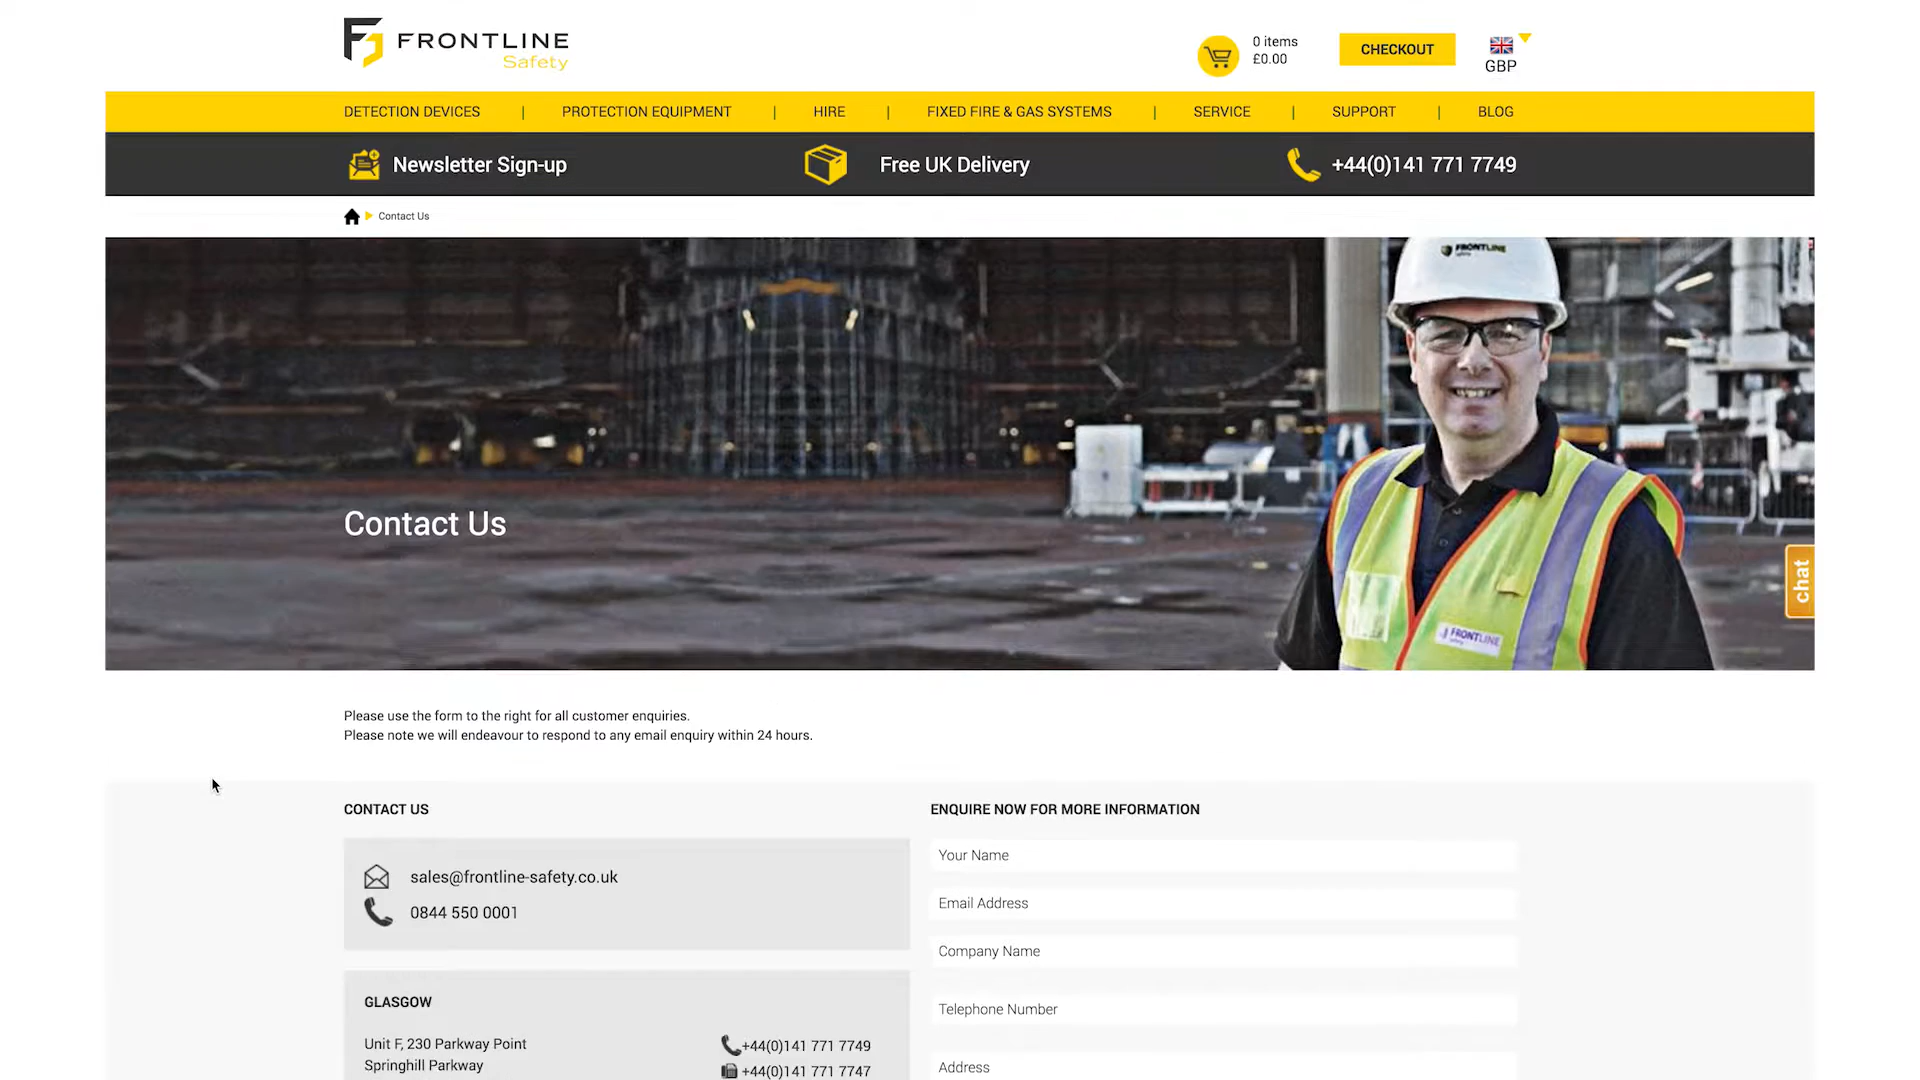 FRONTLINE
Safety
0 items
£0.00
CHECKOUT
GBP
DETECTION DEVICES | PROTECTION EQUIPMENT | HIRE | FIXED FIRE & GAS SYSTEMS | SERVICE | SUPPORT | BLOG
Newsletter Sign-up
Free UK Delivery
+44(0)141 771 7749
Contact Us
FRONTLINE
Safety
Contact Us
chat
FRONTLINE
Safety
Please use the form to the right for all customer enquiries.
Please note we will endeavour to respond to any email enquiry within 24 hours.
CONTACT US
sales@frontline-safety.co.uk
0844 550 0001
GLASGOW
Unit F, 230 Parkway Point
Springhill Parkway
+44(0)141 771 7749
+44(0)141 771 7747
ENQUIRE NOW FOR MORE INFORMATION
Your Name
Email Address
Company Name
Telephone Number
Address